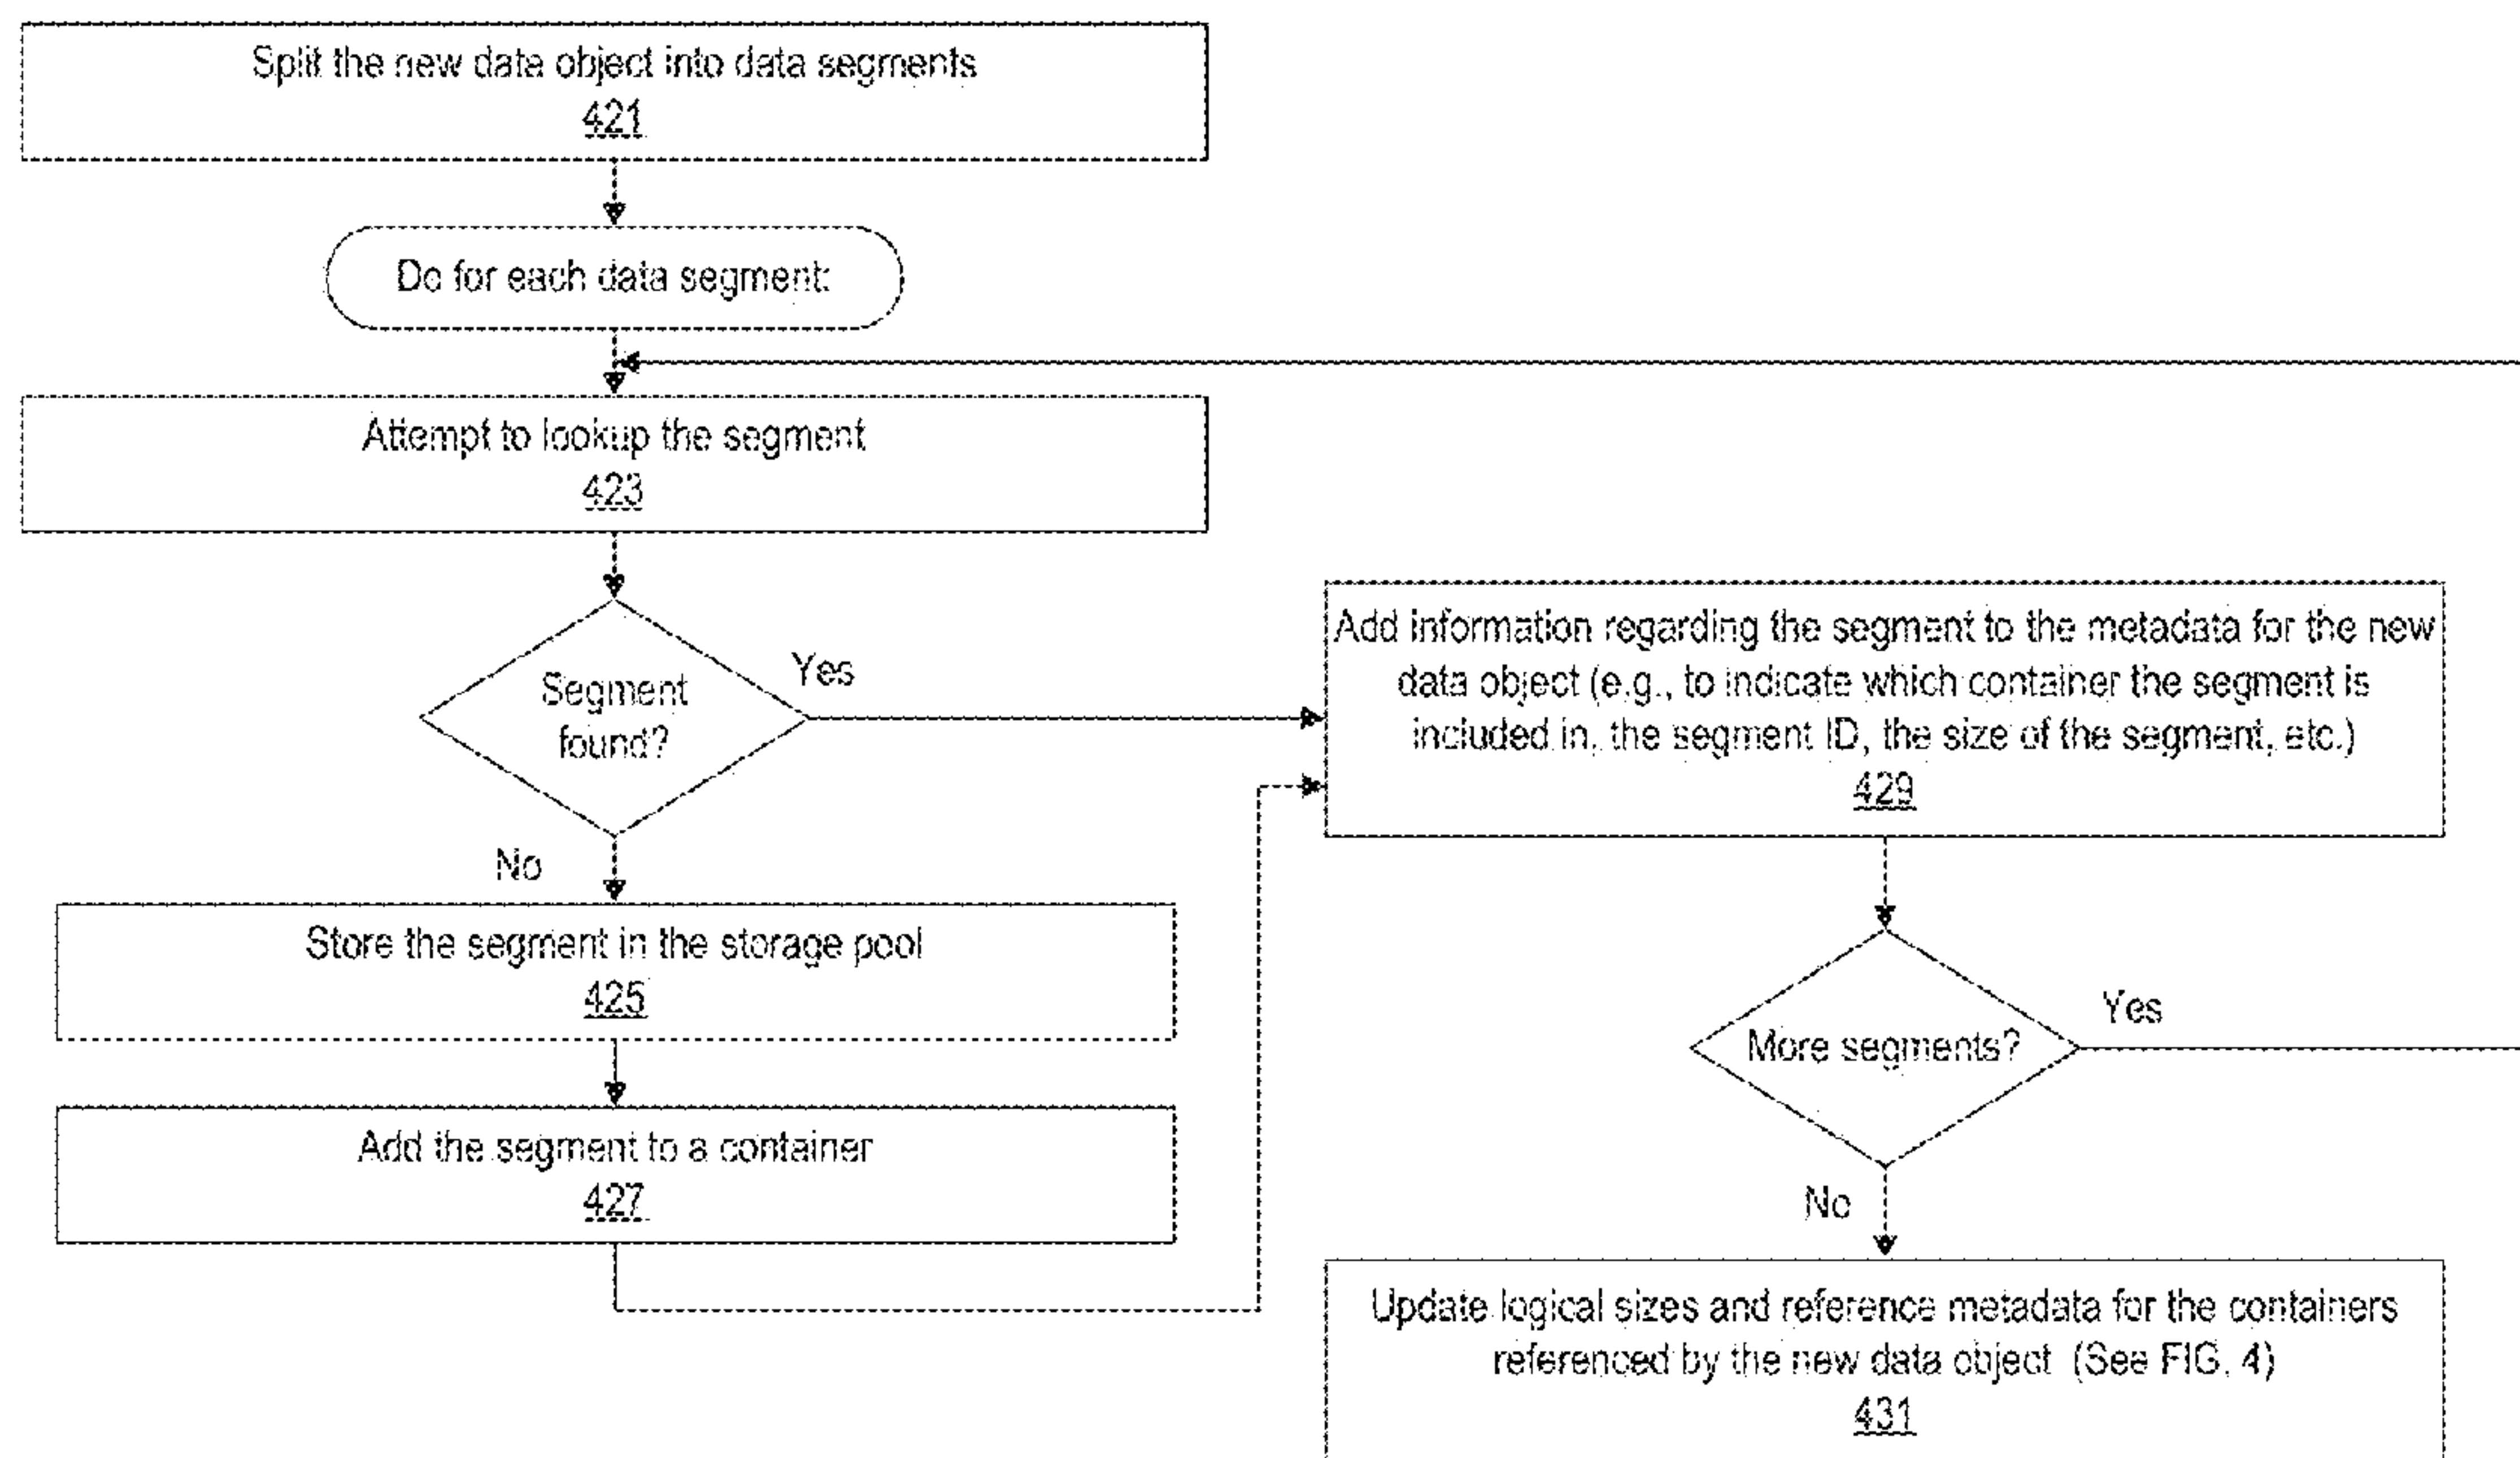 Split the new date object into data segments
421
Do for each data segment:
Attempt to lookup the segment
423
Segment
found?
Yes
No
Store the segment in the storage pool
425
Add the segment to a container
427
Add information regarding the segment to the metadata for the new
data object (e.g., to indicate which container the segment is
included in, the segment ID, the size of the segment, etc.)
429
More segments?
Yes
No
Update logical sizes and reference metadata for the containers
referenced by the new data object (See FIG. 4)
431